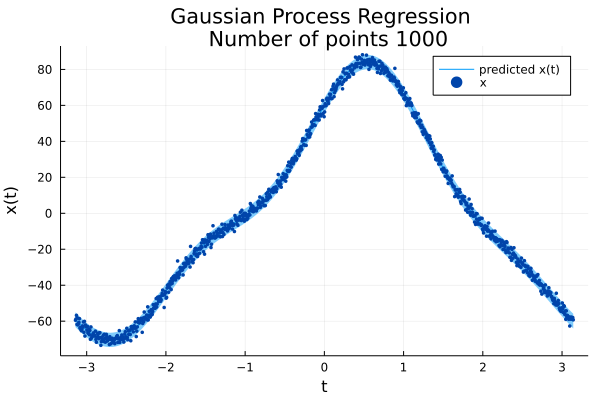 Gaussian Process Regression
Number of points 1000
predicted x(t)
x
x(t)
80
60
40
20
0
−20
−40
−60
−3
−2
−1
0
1
2
3
t